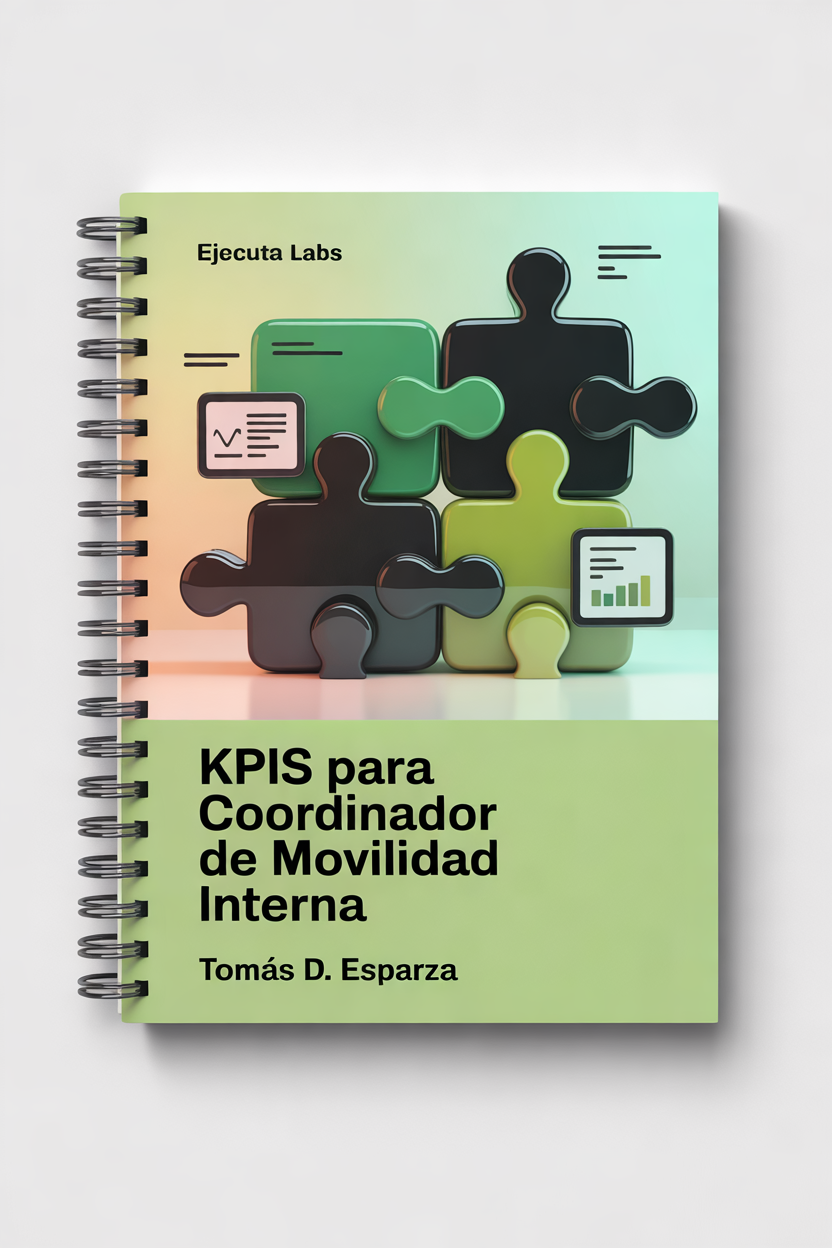 Ejecuta Labs
KPIS para
Coordinador
de Movilidad
Interna
Tomás D. Esparza